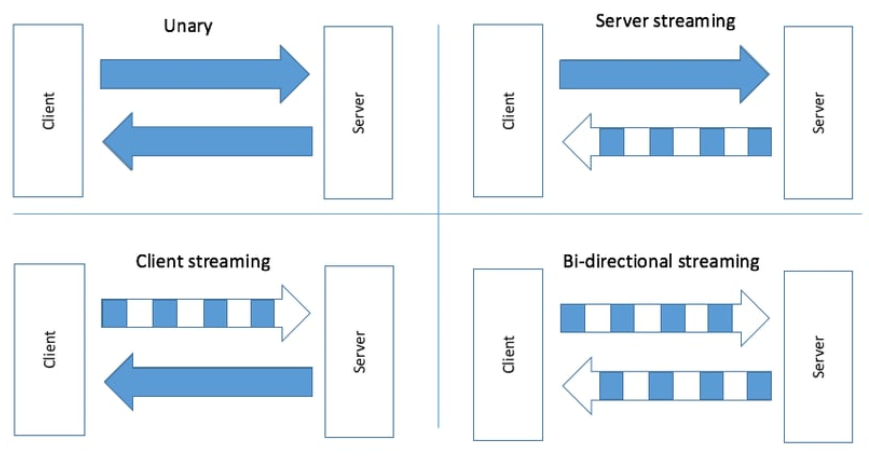 Unary
Client
Server
Server streaming
Client
Server
Client streaming
Client
Server
Bi-directional streaming
Client
Server